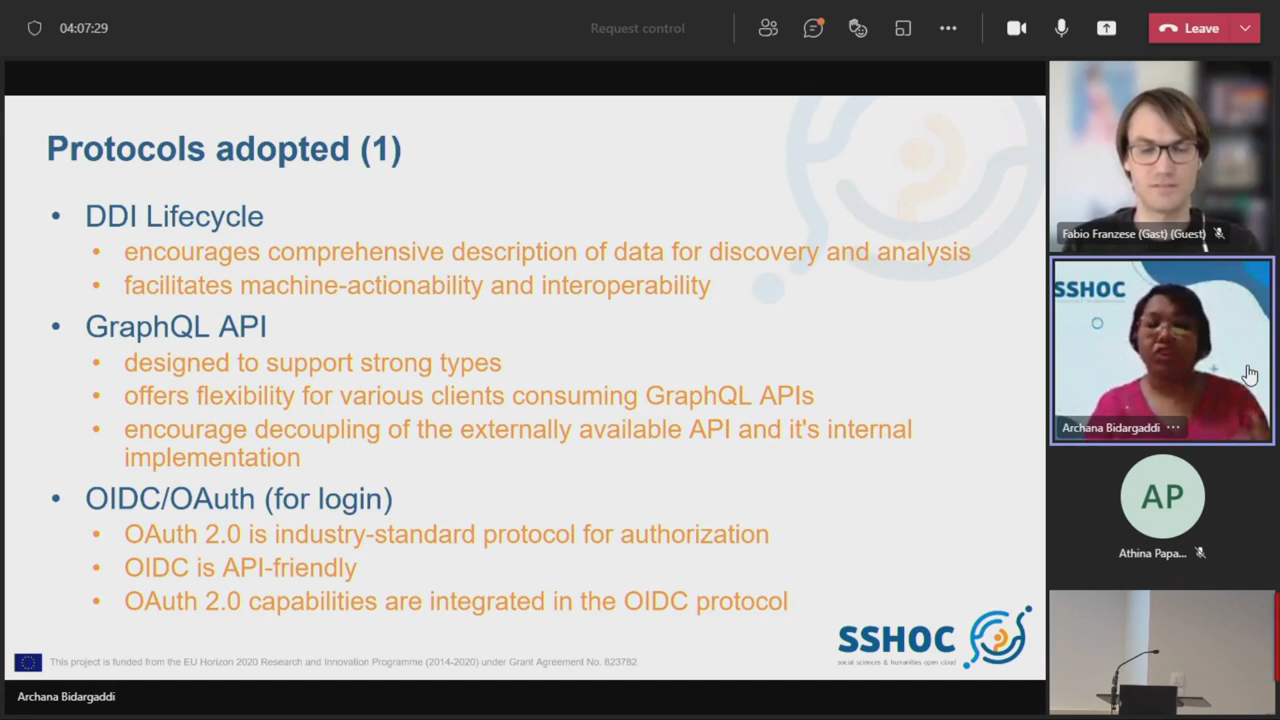 04:07:29
Request control
Leave
Protocols adopted (1)
• DDI Lifecycle
• encourages comprehensive description of data for discovery and analysis
• facilitates machine-actionability and interoperability
• GraphQL API
• designed to support strong types
• offers flexibility for various clients consuming GraphQL APIs
• encourage decoupling of the externally available API and it's internal
implementation
• OIDC/OAuth (for login)
• OAuth 2.0 is industry-standard protocol for authorization
• OIDC is API-friendly
• OAuth 2.0 capabilities are integrated in the OIDC protocol
SSHOC
social sciences & humanities open cloud
This project is funded from the EU Horizon 2020 Research and Innovation Programme (2014-2020) under Grant Agreement No. 823782
Archana Bidargaddi
Fabio Franzese (Gast) (Guest)
SSHOC
Archana Bidargaddi
AP
Athina Papa...